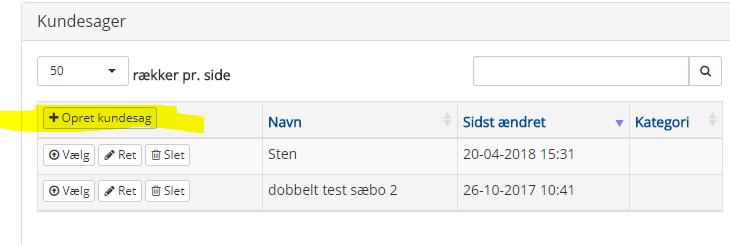 Kundesager
50 rækker pr. side
Opret kundesag Navn Sidst ændret Kategori
Vælg Ret Slet Sten 20-04-2018 15:31
Vælg Ret Slet dobbelt test sæbo 2 26-10-2017 10:41